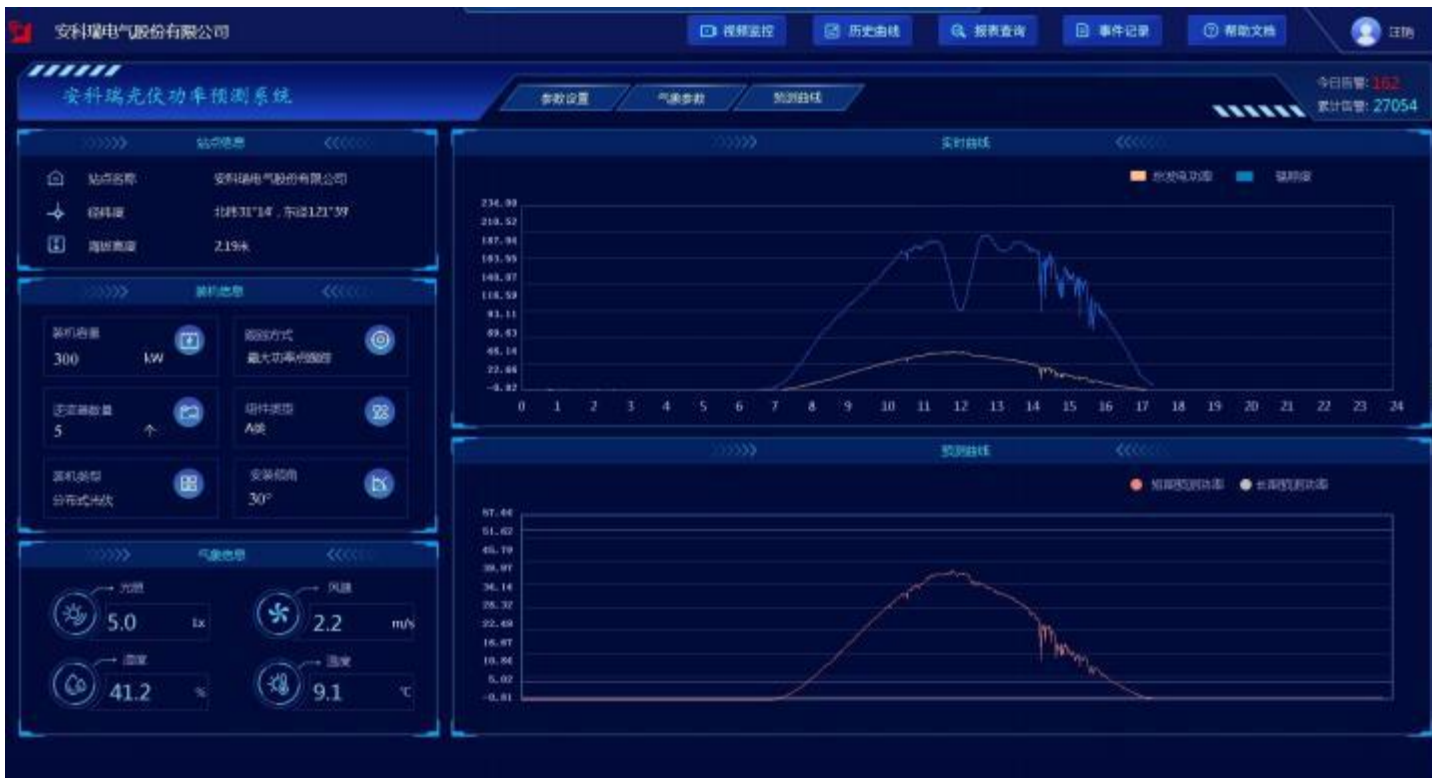 安科瑞电气股份有限公司
视频监控 历史曲线 报表查询 事件记录 帮助文档
安科瑞光伏功率预测系统
参数设置 气象参数 预测曲线
今日告警: 162
累计告警: 27054
站点信息
站点名称 安科瑞电气股份有限公司
经纬度 北纬31°14′, 东经121°39′
海拔高度 2.19米
装机信息
装机容量
300 kW
跟踪方式
最大功率点跟踪
逆变器数量
5 个
组件类型
A类
装机类型
分布式光伏
安装倾角
30°
气象信息
光照
5.0 Lx
风速
2.2 m/s
湿度
41.2 %
温度
9.1 ℃
实时曲线
总发电功率 辐照度
234.00
210.52
187.04
163.55
140.07
116.59
93.11
69.63
46.14
22.66
-0.82
0 1 2 3 4 5 6 7 8 9 10 11 12 13 14 15 16 17 18 19 20 21 22 23 24
预测曲线
短期预测功率 长期预测功率
57.44
51.62
45.79
39.97
34.14
28.32
22.49
16.67
10.84
5.02
-0.81